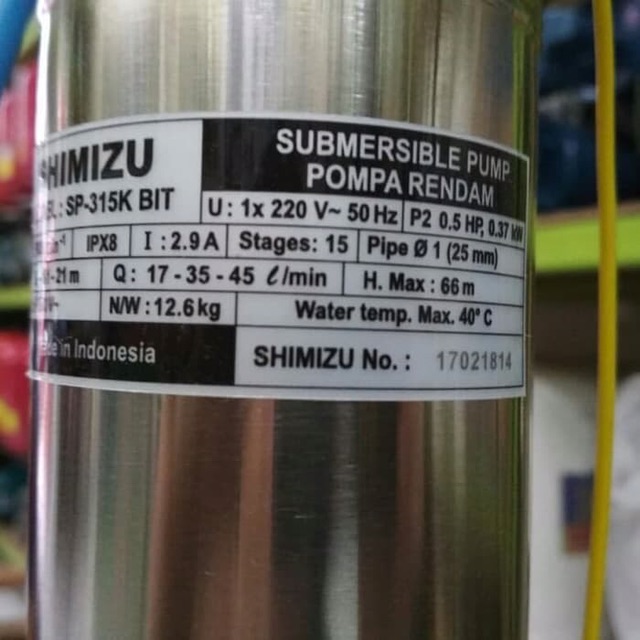 SHIMIZU
SUBMERSIBLE PUMP
POMPA RENDAM
SP-315K BIT
U : 1x 220 V~ 50 Hz
P2 0.5 HP, 0.37 kW
IPX8
I : 2.9 A
Stages: 15
Pipe Ø 1 (25 mm)
21 m
Q : 17 - 35 - 45 ℓ/min
H. Max : 66 m
N/W : 12.6 kg
Water temp. Max. 40° C
in Indonesia
SHIMIZU No. : 17021814